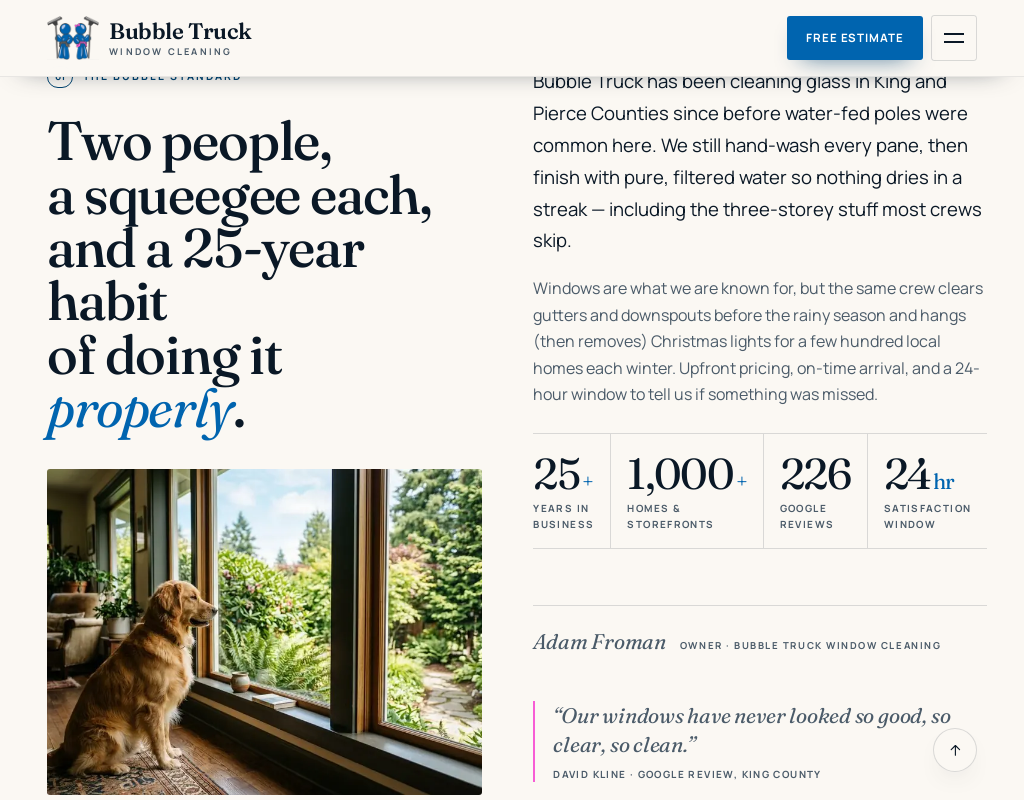 Bubble Truck
WINDOW CLEANING
FREE ESTIMATE
THE BUBBLE STANDARD
Two people,
a squeegee each,
and a 25-year
habit
of doing it
properly.
Bubble Truck has been cleaning glass in King and
Pierce Counties since before water-fed poles were
common here. We still hand-wash every pane, then
finish with pure, filtered water so nothing dries in a
streak — including the three-storey stuff most crews
skip.
Windows are what we are known for, but the same crew clears
gutters and downspouts before the rainy season and hangs
(then removes) Christmas lights for a few hundred local
homes each winter. Upfront pricing, on-time arrival, and a 24-
hour window to tell us if something was missed.
25+
YEARS IN
BUSINESS
1,000+
HOMES &
STOREFRONTS
226
GOOGLE
REVIEWS
24hr
SATISFACTION
WINDOW
Adam Froman
OWNER · BUBBLE TRUCK WINDOW CLEANING
“Our windows have never looked so good, so
clear, so clean.”
DAVID KLINE · GOOGLE REVIEW, KING COUNTY